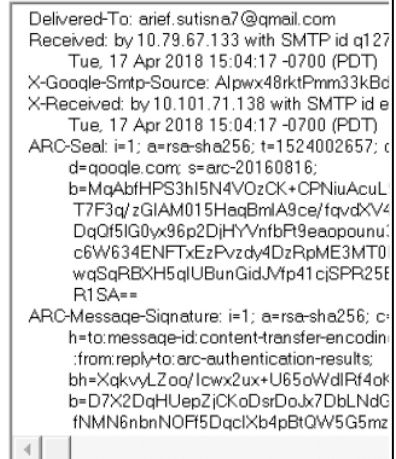 Delivered-To: arief.sutisna7@gmail.com
Received: by 10.79.67.133 with SMTP id q127
Tue, 17 Apr 2018 15:04:17 -0700 (PDT)
X-Google-Smtp-Source: AIpwx48rktPmm33kBd
X-Received: by 10.101.71.138 with SMTP id e
Tue, 17 Apr 2018 15:04:17 -0700 (PDT)
ARC-Seal: i=1; a=rsa-sha256; t=1524002657; c
d=google.com; s=arc-20160816;
b=MqAbfHPS3hI5N4VOzCK+CPNiuAcuL
T7F3q/zGIAM015HaqBmIA9ce/fqvdXV4
DqQf5IG0yx96p2DjHYVnfbFt9eaopounu
c6W634ENFTxEzPvzdy4DzRpME3MT0
wqSqRBXH5qIUBunGidJVfp41cjSPR25E
R1SA==
ARC-Message-Signature: i=1; a=rsa-sha256; c
h=to:message-id:content-transfer-encodin
:from:reply-to:arc-authentication-results;
bh=XqkvyLZoo/Icwx2ux+U65oWdIRf4oK
b=D7X2DqHUepZjCKoDsrDoJx7DbLNdG
fNMN6nbnNOFf5DqcIXb4pBtQW5G5mz